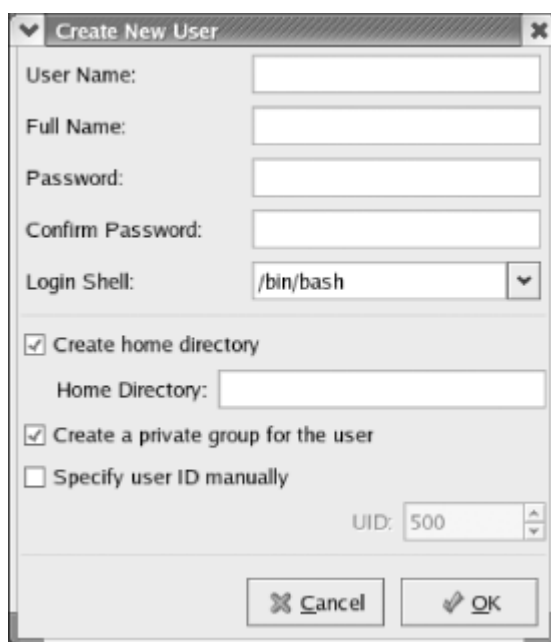 Create New User
User Name:
Full Name:
Password:
Confirm Password:
Login Shell: /bin/bash
Create home directory
Home Directory:
Create a private group for the user
Specify user ID manually
UID: 500
Cancel OK